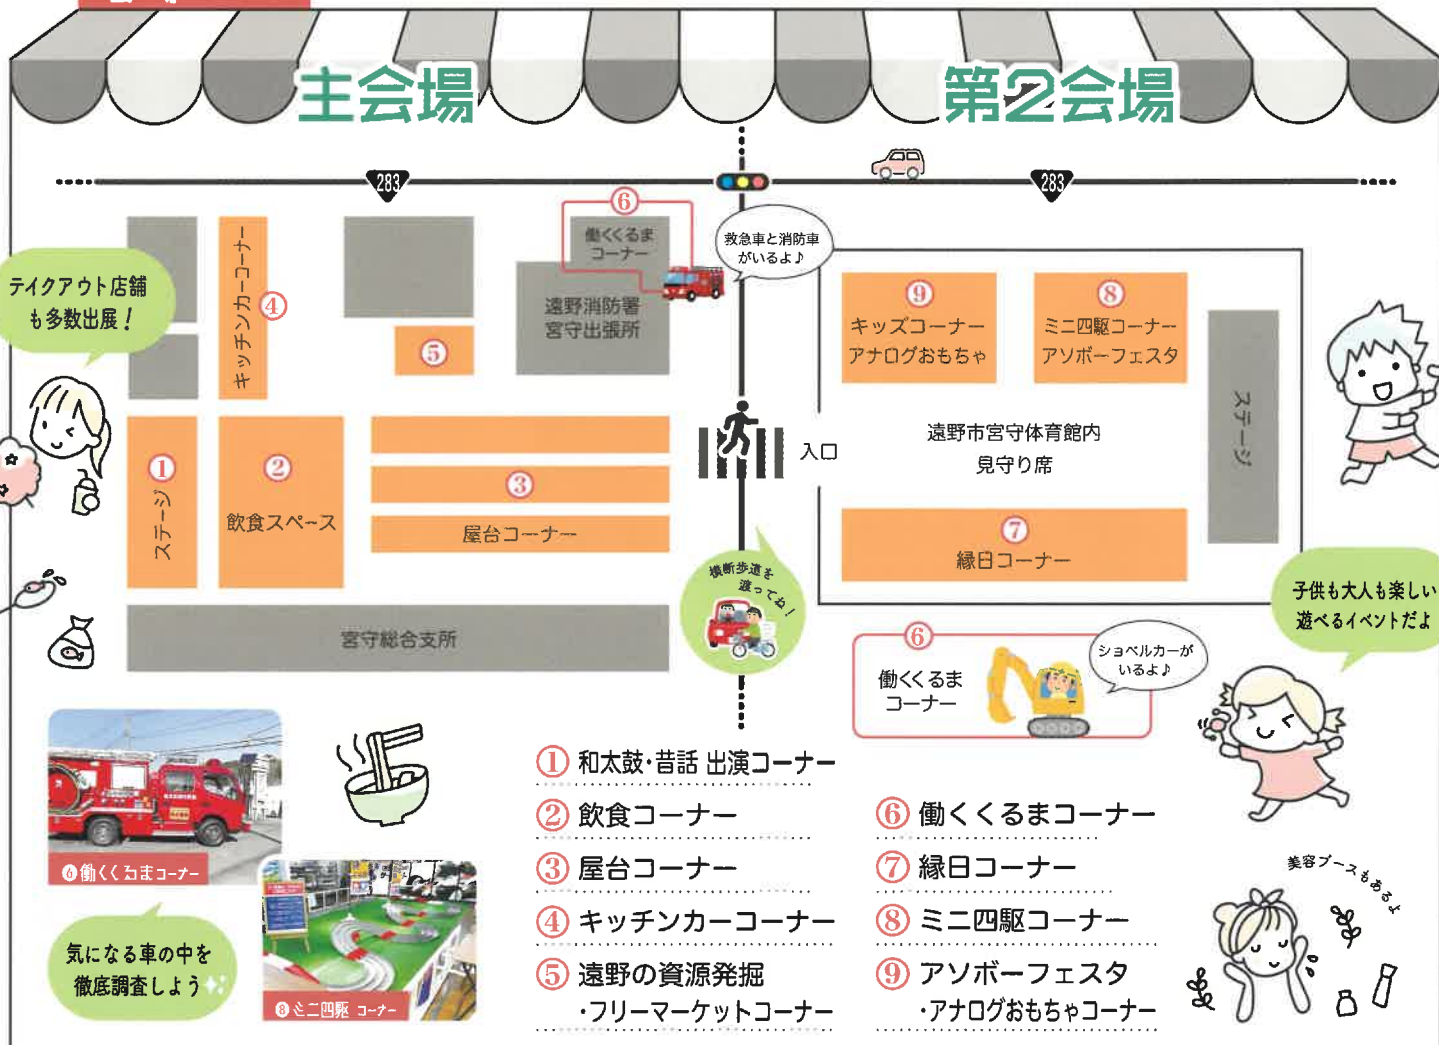 主会場
第2会場
283
283
⑥
働くくるま
コーナー
救急車と消防車
がいるよ♪
テイクアウト店舗
も多数出展!
キッチンカーコーナー
④
遠野消防署
宮守出張所
⑤
⑨
キッズコーナー
アナログおもちゃ
⑧
ミニ四駆コーナー
アソボーフェスタ
ステージ
①
ステージ
②
飲食スペース
③
屋台コーナー
入口
遠野市宮守体育館内
見守り席
⑦
縁日コーナー
横断歩道を
渡ってね!
子供も大人も楽しい
遊べるイベントだよ
宮守総合支所
⑥
働くくるま
コーナー
ショベルカーが
いるよ♪
⑥働くくるまコーナー
気になる車の中を
徹底調査しよう
⑧ミニ四駆 コーナー
① 和太鼓・昔話 出演コーナー
② 飲食コーナー
③ 屋台コーナー
④ キッチンカーコーナー
⑤ 遠野の資源発掘
・フリーマーケットコーナー
⑥ 働くくるまコーナー
⑦ 縁日コーナー
⑧ ミニ四駆コーナー
⑨ アソボーフェスタ
・アナログおもちゃコーナー
美容ブースもあるよ